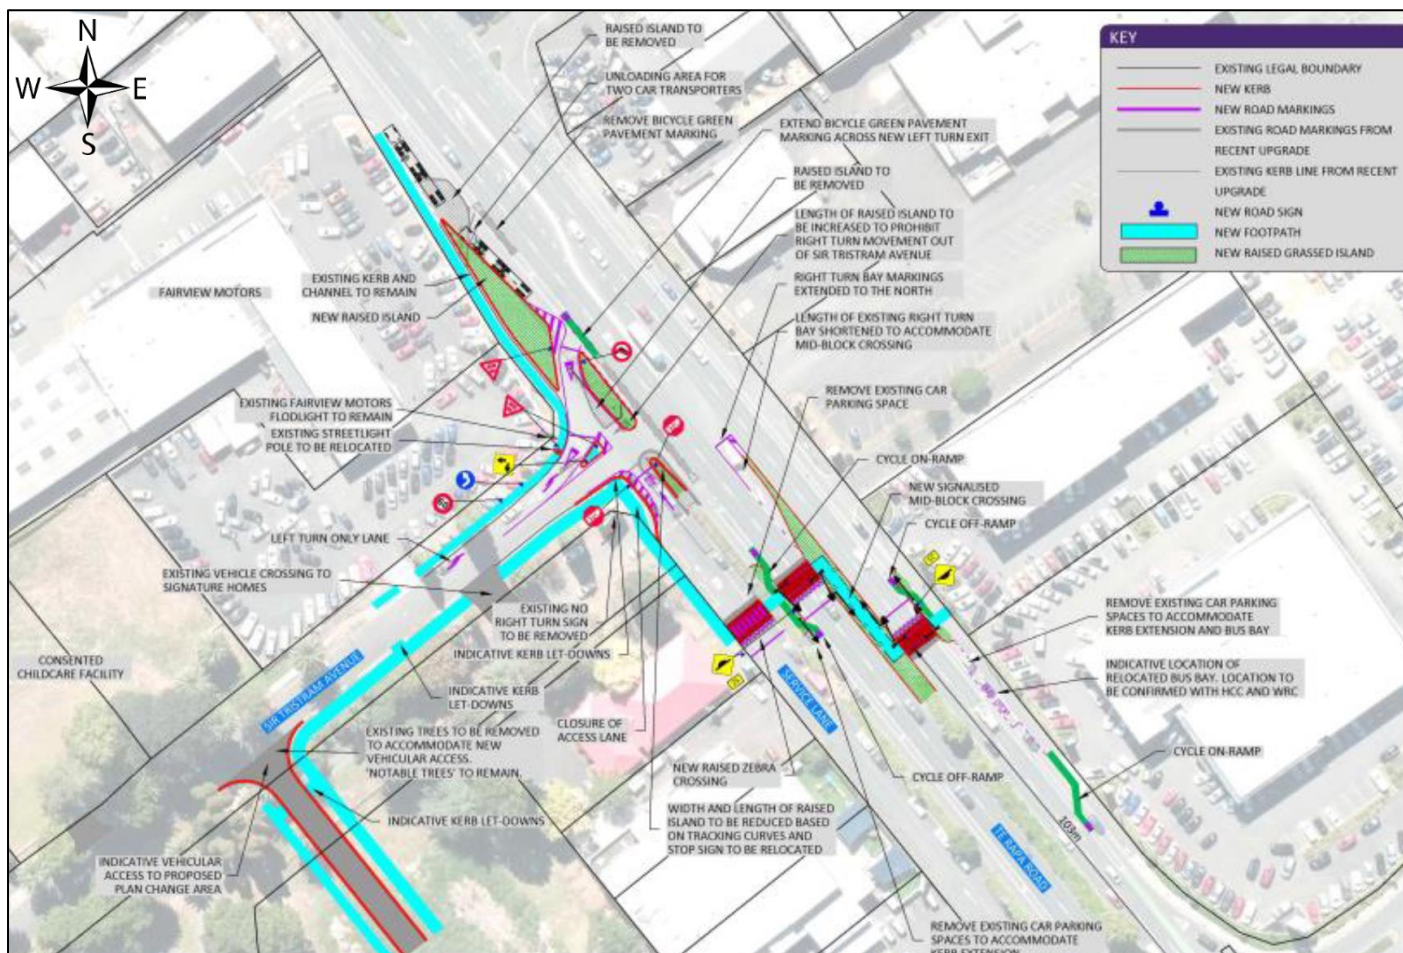 N
W E
S
RAISED ISLAND TO
BE REMOVED
UNLOADING AREA FOR
TWO CAR TRANSPORTERS
REMOVE BICYCLE GREEN
PAVEMENT MARKING
EXTEND BICYCLE GREEN PAVEMENT
MARKING ACROSS NEW LEFT TURN EXIT
RAISED ISLAND TO
BE REMOVED
LENGTH OF RAISED ISLAND TO
BE INCREASED TO PROHIBIT
RIGHT TURN MOVEMENT OUT
OF SIR TRISTRAM AVENUE
RIGHT TURN BAY MARKINGS
EXTENDED TO THE NORTH
LENGTH OF EXISTING RIGHT TURN
BAY SHORTENED TO ACCOMMODATE
MID-BLOCK CROSSING
REMOVE EXISTING CAR
PARKING SPACE
CYCLE ON-RAMP
NEW SIGNALISED
MID-BLOCK CROSSING
CYCLE OFF-RAMP
KEY
EXISTING LEGAL BOUNDARY
NEW KERB
NEW ROAD MARKINGS
EXISTING ROAD MARKINGS FROM
RECENT UPGRADE
EXISTING KERB LINE FROM RECENT
UPGRADE
NEW ROAD SIGN
NEW FOOTPATH
NEW RAISED GRASSED ISLAND
EXISTING KERB AND
CHANNEL TO REMAIN
FAIRVIEW MOTORS
NEW RAISED ISLAND
EXISTING FAIRVIEW MOTORS
FLODLIGHT TO REMAIN
EXISTING STREETLIGHT
POLE TO BE RELOCATED
LEFT TURN ONLY LANE
EXISTING VEHICLE CROSSING TO
SIGNATURE HOMES
EXISTING NO
RIGHT TURN SIGN
TO BE REMOVED
INDICATIVE KERB LET-DOWNS
CONSENTED
CHILDCARE FACILITY
SIR TRISTRAM AVENUE
INDICATIVE KERB
LET-DOWNS
EXISTING TREES TO BE REMOVED
TO ACCOMMODATE NEW
VEHICULAR ACCESS.
'NOTABLE TREES' TO REMAIN.
CLOSURE OF
ACCESS LANE
SERVICE LANE
NEW RAISED ZEBRA
CROSSING
CYCLE OFF-RAMP
INDICATIVE KERB LET-DOWNS
WIDTH AND LENGTH OF RAISED
ISLAND TO BE REDUCED BASED
ON TRACKING CURVES AND
STOP SIGN TO BE RELOCATED
INDICATIVE VEHICULAR
ACCESS TO PROPOSED
PLAN CHANGE AREA
REMOVE EXISTING CAR PARKING
SPACES TO ACCOMMODATE
KERB EXTENSION AND BUS BAY
INDICATIVE LOCATION OF
RELOCATED BUS BAY. LOCATION TO
BE CONFIRMED WITH HCC AND WRC
CYCLE ON-RAMP
103m
TE RAPA ROAD
REMOVE EXISTING CAR PARKING
SPACES TO ACCOMMODATE
KERB EXTENSION